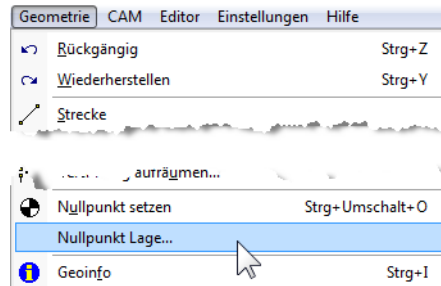 Geometrie CAM Editor Einstellungen Hilfe
Rückgängig Strg+Z
Wiederherstellen Strg+Y
Strecke
aufräumen...
Nullpunkt setzen Strg+Umschalt+O
Nullpunkt Lage...
Geoinfo Strg+I